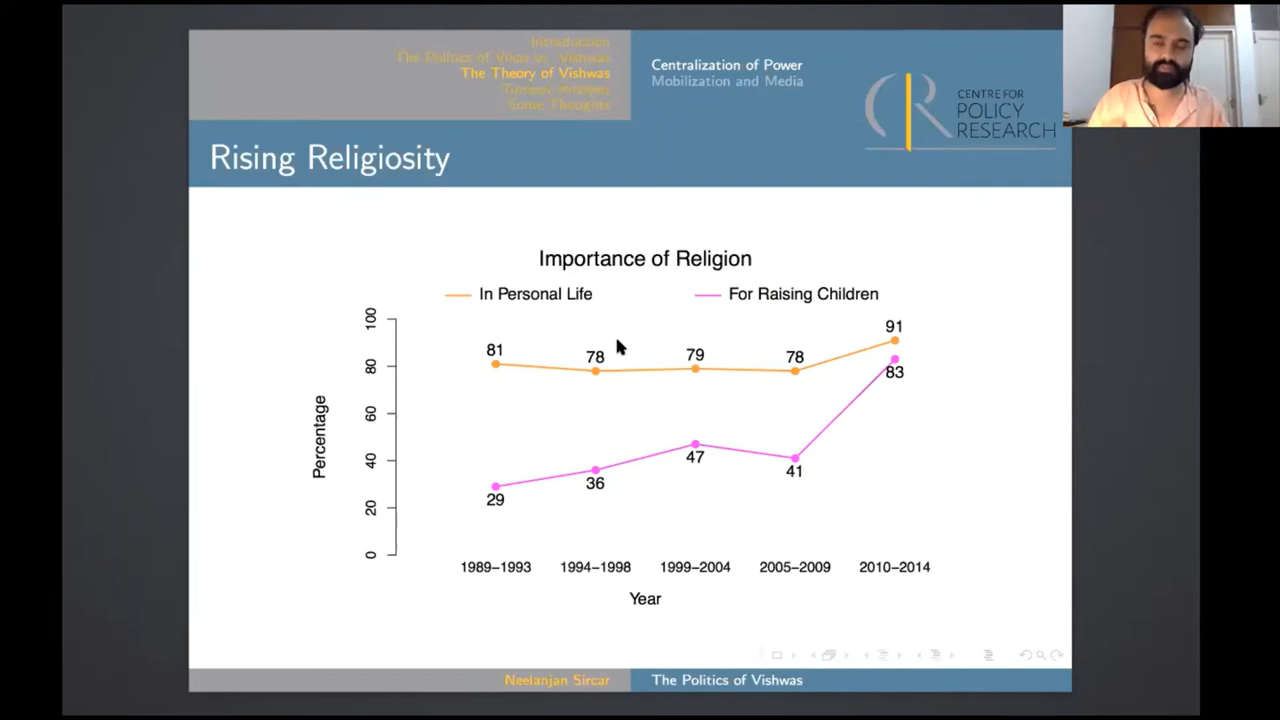 Introduction
The Politics of Vikas vs. Vishwas
The Theory of Vishwas
Some Thoughts
Centralization of Power
Mobilization and Media
CENTRE FOR
POLICY
RESEARCH
Rising Religiosity
Importance of Religion
In Personal Life
For Raising Children
Percentage
100
80
60
40
20
0
81
78
79
78
91
29
36
47
41
83
1989–1993
1994–1998
1999–2004
2005–2009
2010–2014
Year
Neelanjan Sircar
The Politics of Vishwas